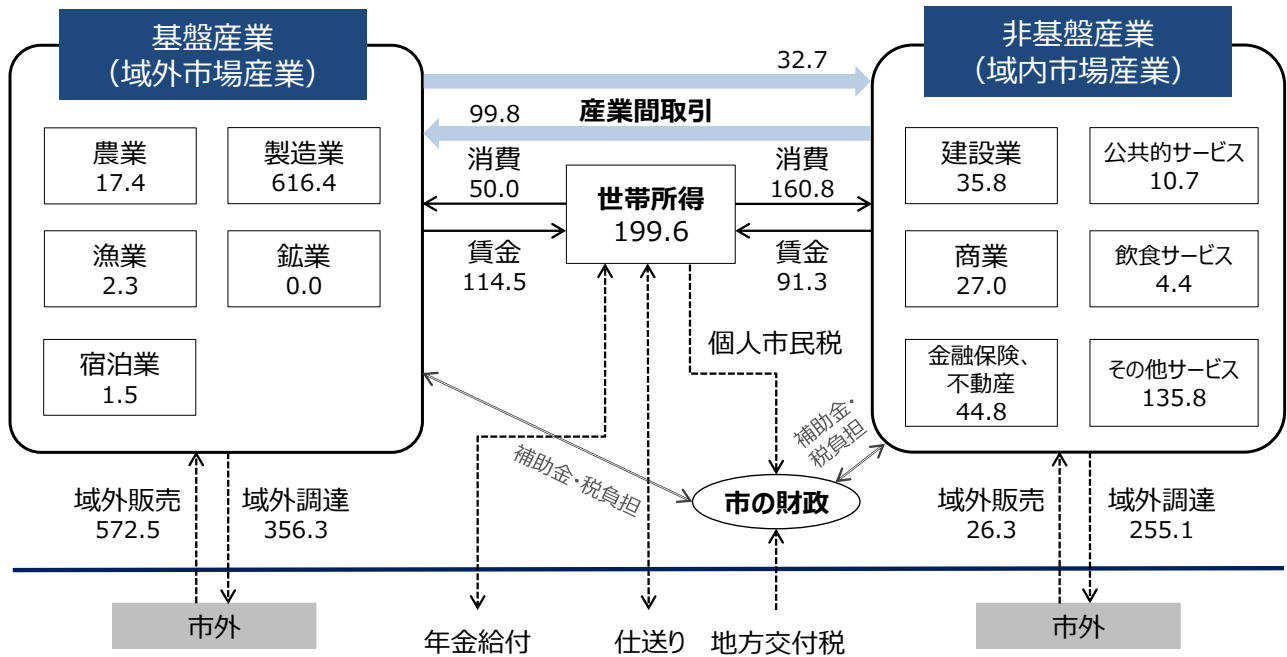 基盤産業
（域外市場産業）
農業
17.4
製造業
616.4
漁業
2.3
鉱業
0.0
宿泊業
1.5
32.7
99.8
産業間取引
消費
50.0
消費
160.8
世帯所得
199.6
賃金
114.5
賃金
91.3
非基盤産業
（域内市場産業）
建設業
35.8
公共的サービス
10.7
商業
27.0
飲食サービス
4.4
金融保険、
不動産
44.8
その他サービス
135.8
個人市民税
補助金・税負担
補助金・
税負担
市の財政
域外販売
572.5
域外調達
356.3
域外販売
26.3
域外調達
255.1
市外
年金給付
仕送り
地方交付税
市外